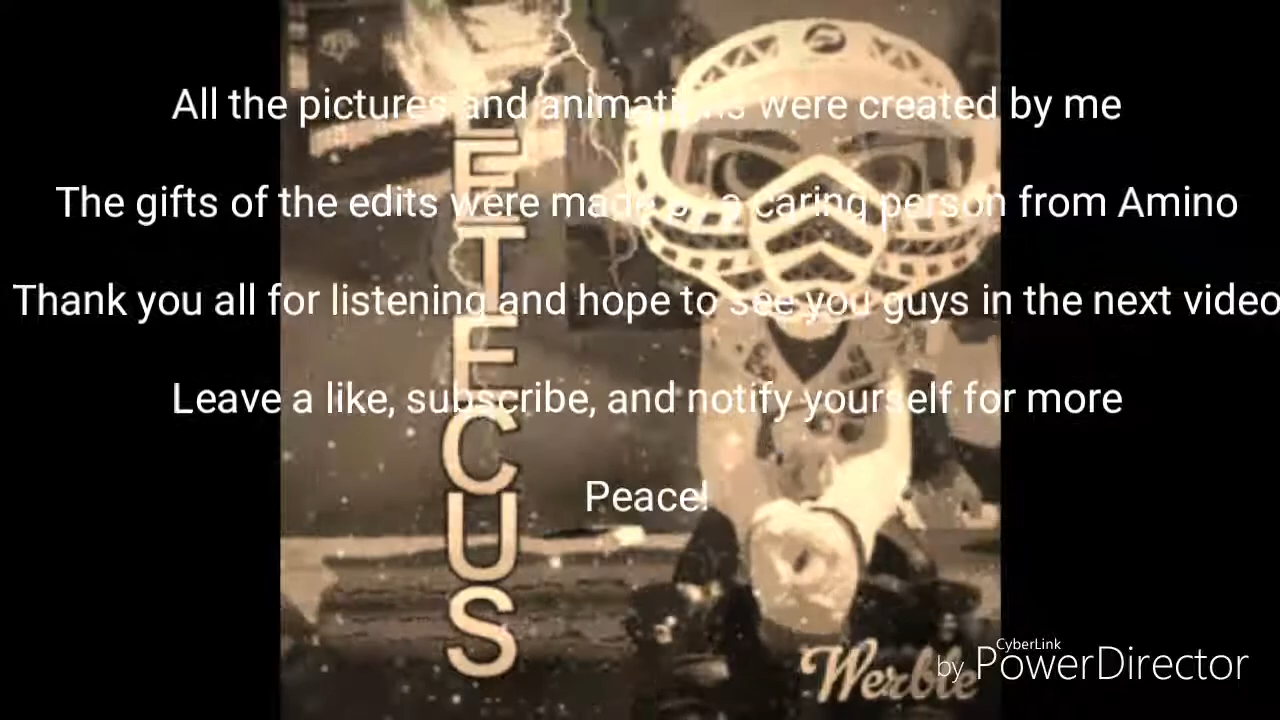 All the pictures and animations were created by me
The gifts of the edits were made by a caring person from Amino
Thank you all for listening and hope to see you guys in the next video
Leave a like, subscribe, and notify yourself for more
Peace!
ETECUS
Werble
by CyberLink PowerDirector